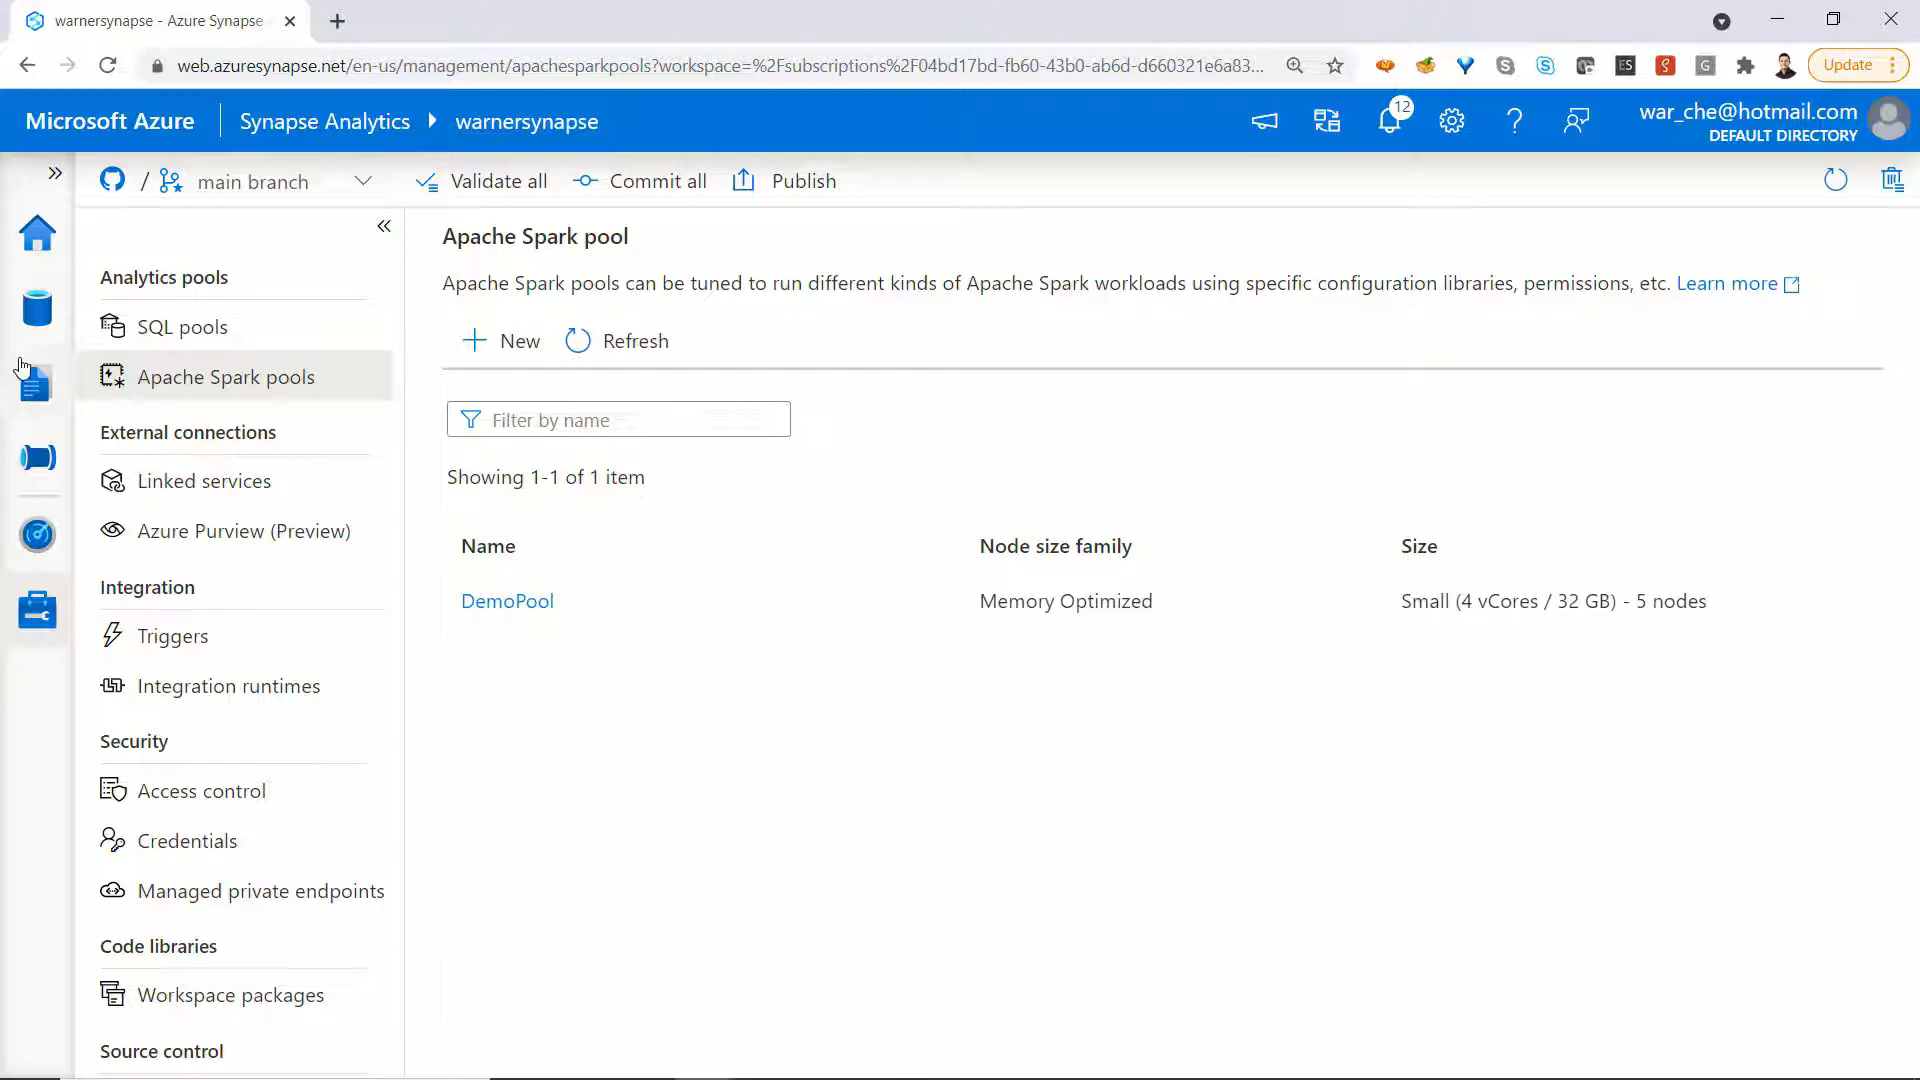 warnersynapse - Azure Synapse
web.azuresynapse.net/en-us/management/apachesparkpools?workspace=%2Fsubscriptions%2F04bd17bd-fb60-43b0-ab6d-d660321e6a83...
ES
G
Update
Microsoft Azure
Synapse Analytics
warnersynapse
12
war_che@hotmail.com
DEFAULT DIRECTORY
/
main branch
Validate all
Commit all
Publish
Analytics pools
SQL pools
Apache Spark pools
External connections
Linked services
Azure Purview (Preview)
Integration
Triggers
Integration runtimes
Security
Access control
Credentials
Managed private endpoints
Code libraries
Workspace packages
Source control
Apache Spark pool
Apache Spark pools can be tuned to run different kinds of Apache Spark workloads using specific configuration libraries, permissions, etc. Learn more
New
Refresh
Filter by name
Showing 1-1 of 1 item
Name Node size family Size
DemoPool Memory Optimized Small (4 vCores / 32 GB) - 5 nodes